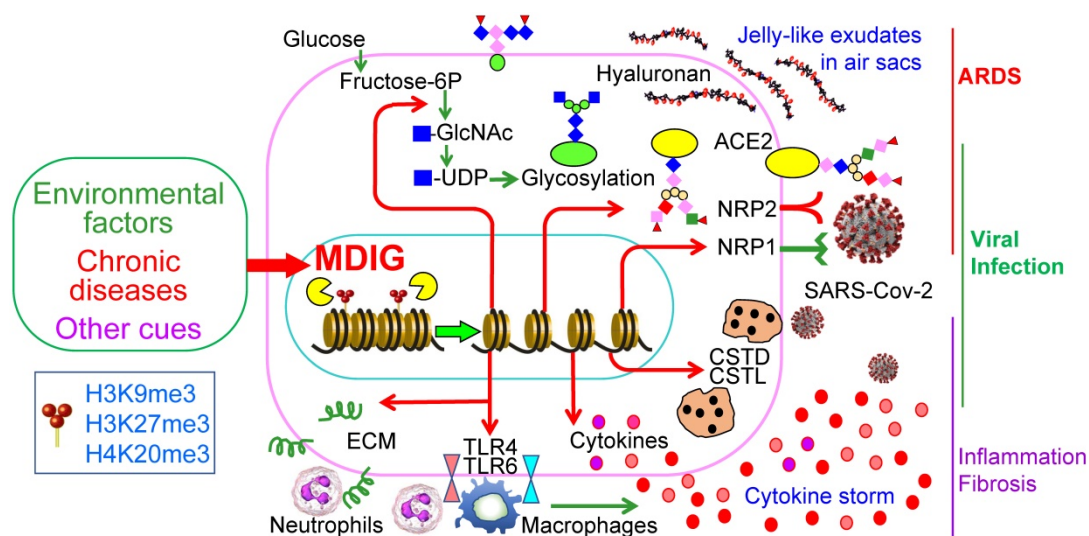 Glucose
Fructose-6P
-GlcNAc
-UDP
Glycosylation
Hyaluronan
Jelly-like exudates
in air sacs
ARDS
ACE2
NRP2
NRP1
SARS-Cov-2
Viral
Infection
Environmental
factors
Chronic
diseases
Other cues
MDIG
H3K9me3
H3K27me3
H4K20me3
CSTD
CSTL
ECM
TLR4
TLR6
Cytokines
Neutrophils
Macrophages
Cytokine storm
Inflammation
Fibrosis